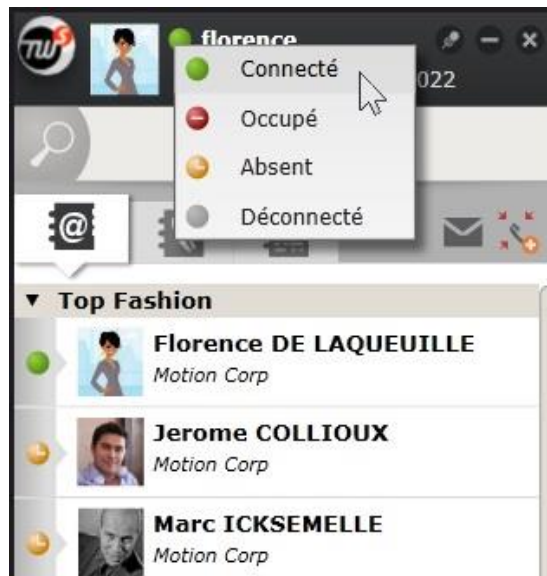 TWS
florence
022
Connecté
Occupé
Absent
Déconnecté
@
Top Fashion
Florence DE LAQUEUILLE
Motion Corp
Jerome COLLIOUX
Motion Corp
Marc ICKSEMELLE
Motion Corp